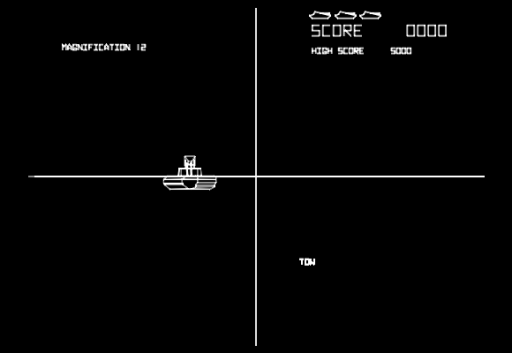 MAGNIFICATION 12
SCORE 0000
HIGH SCORE 5000
TOW